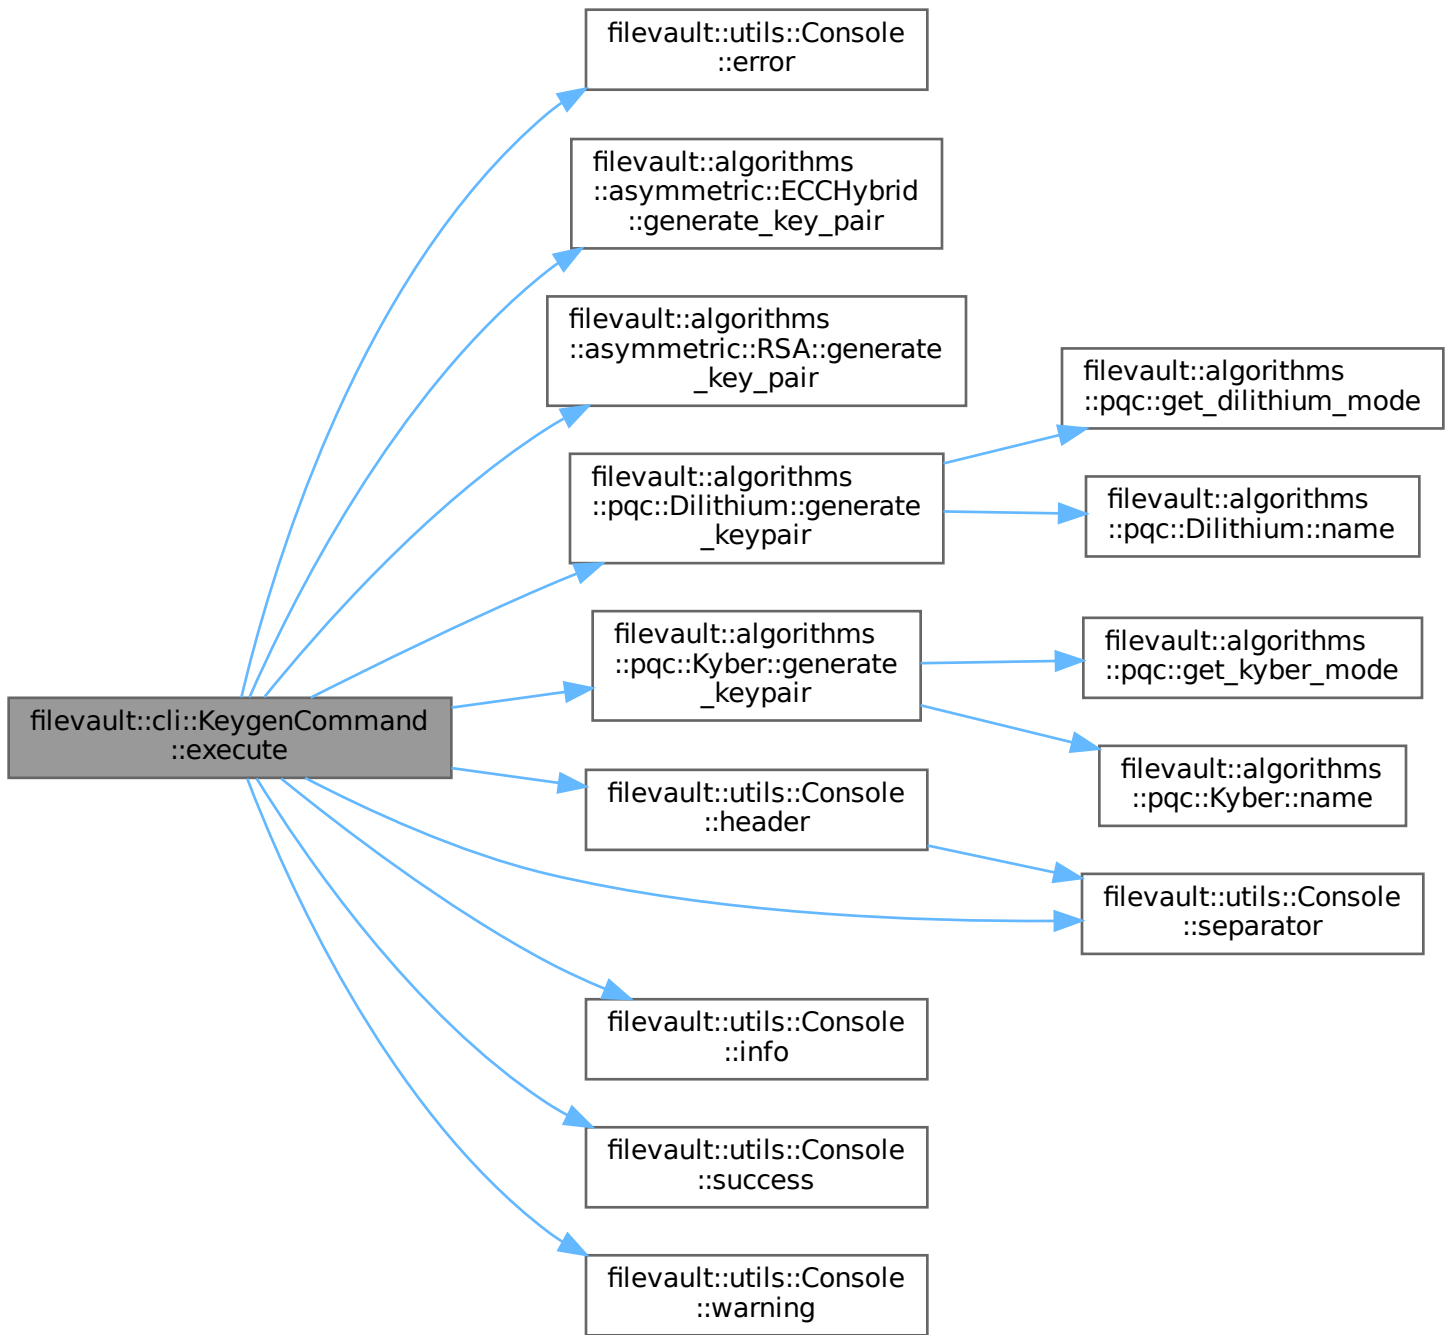 filevault::utils::Console
::error
filevault::algorithms
::asymmetric::ECCHybrid
::generate_key_pair
filevault::algorithms
::asymmetric::RSA::generate
_key_pair
filevault::algorithms
::pqc::get_dilithium_mode
filevault::algorithms
::pqc::Dilithium::generate
_keypair
filevault::algorithms
::pqc::Dilithium::name
filevault::algorithms
::pqc::Kyber::generate
_keypair
filevault::algorithms
::pqc::get_kyber_mode
filevault::cli::KeygenCommand
::execute
filevault::algorithms
::pqc::Kyber::name
filevault::utils::Console
::header
filevault::utils::Console
::separator
filevault::utils::Console
::info
filevault::utils::Console
::success
filevault::utils::Console
::warning